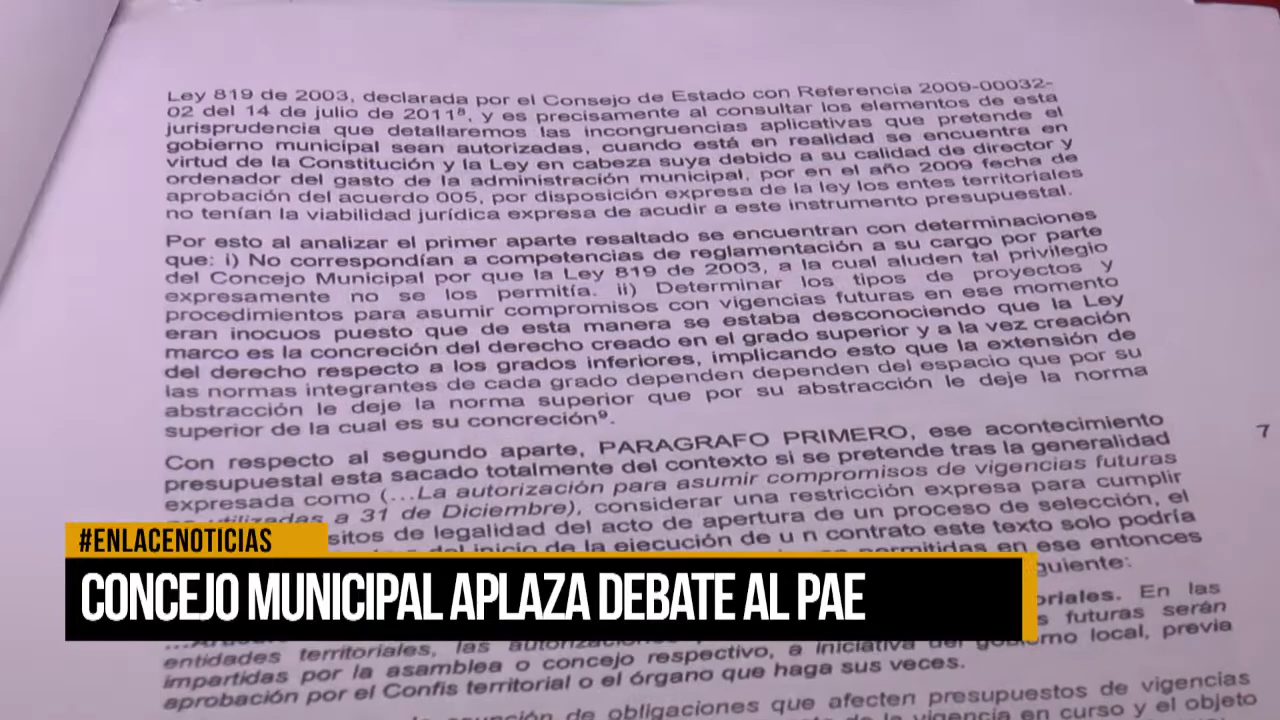 Ley 819 de 2003, declarada por el Consejo de Estado con Referencia 2009-00032-
02 del 14 de julio de 2011⁸, y es precisamente al consultar los elementos de esta
jurisprudencia que detallaremos las incongruencias aplicativas que pretende el
gobierno municipal sean autorizadas, cuando está en realidad se encuentra en
virtud de la Constitución y la Ley en cabeza suya debido a su calidad de director y
ordenador del gasto de la administración municipal, por en el año 2009 fecha de
aprobación del acuerdo 005, por disposición expresa de la ley los entes territoriales
no tenían la viabilidad jurídica expresa de acudir a este instrumento presupuestal.
Por esto al analizar el primer aparte resaltado se encuentran con determinaciones
que: i) No correspondían a competencias de reglamentación a su cargo por parte
del Concejo Municipal por que la Ley 819 de 2003, a la cual aluden tal privilegio
expresamente no se los permitía. ii) Determinar los tipos de proyectos y
procedimientos para asumir compromisos con vigencias futuras en ese momento
eran inocuos puesto que de esta manera se estaba desconociendo que la Ley
marco es la concreción del derecho creado en el grado superior y a la vez creación
del derecho respecto a los grados inferiores, implicando esto que la extensión de
las normas integrantes de cada grado dependen dependen del espacio que por su
abstracción le deje la norma superior que por su abstracción le deje la norma
superior de la cual es su concreción⁹.
7
Con respecto al segundo aparte, PARAGRAFO PRIMERO, ese acontecimiento
presupuestal esta sacado totalmente del contexto si se pretende tras la generalidad
expresada como (...La autorización para asumir compromisos de vigencias futuras
no utilizadas a 31 de Diciembre), considerar una restricción expresa para cumplir
sitos de legalidad del acto de apertura de un proceso de selección, el
del inicio de la ejecución de u n contrato este texto solo podría
permitidas en ese entonces
guiente:
#ENLACENOTICIAS
CONCEJO MUNICIPAL APLAZA DEBATE AL PAE
oriales. En las
entidades territoriales, las autorizaciones s futuras serán
impartidas por la asamblea o concejo respectivo, a iniciativa del gobierno local, previa
aprobación por el Confis territorial o el órgano que haga sus veces.
de obligaciones que afecten presupuestos de vigencias
de la vigencia en curso y el objeto